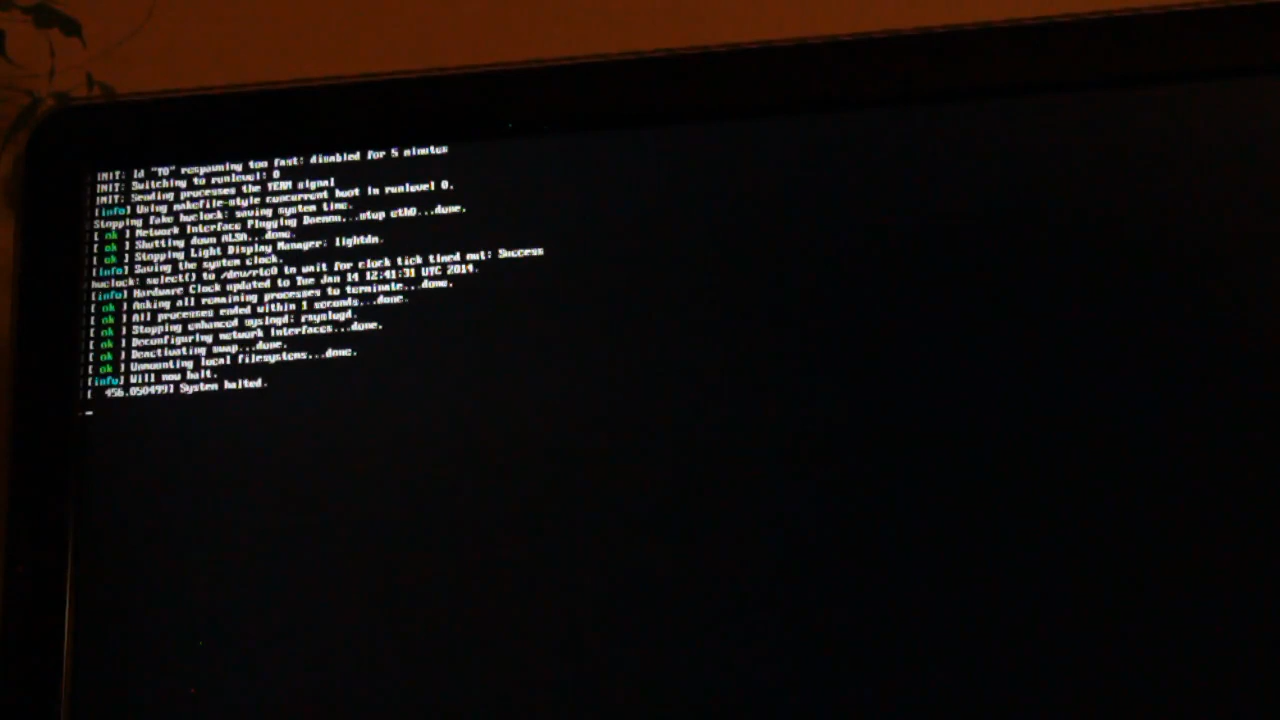 INIT: Id "T0" respawning too fast: disabled for 5 minutes
INIT: Switching to runlevel: 0
INIT: Sending processes the TERM signal
[info] Using makefile-style concurrent boot in runlevel 0.
Stopping fake hwclock: saving system time.
[ ok ] Network Interface Plugging Daemon...stop eth0...done.
[ ok ] Shutting down ALSA...done.
[ ok ] Stopping Light Display Manager: lightdm.
[info] Saving the system clock.
hwclock: select() to /dev/rtc0 to wait for clock tick timed out: Success
[info] Hardware Clock updated to Tue Jan 14 12:41:31 UTC 2014.
[ ok ] Asking all remaining processes to terminate...done.
[ ok ] All processes ended within 1 seconds...done.
[ ok ] Stopping enhanced syslogd: rsyslogd.
[ ok ] Deconfiguring network interfaces...done.
[ ok ] Deactivating swap...done.
[ ok ] Unmounting local filesystems...done.
[info] Will now halt.
[ 456.050499] System halted.